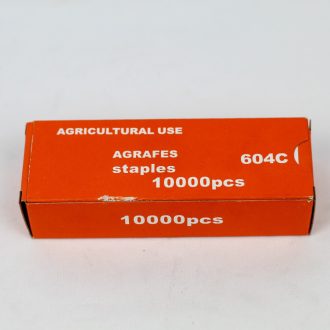 AGRICULTURAL USE
AGRAFES
604C
staples
10000pcs
10000pcs